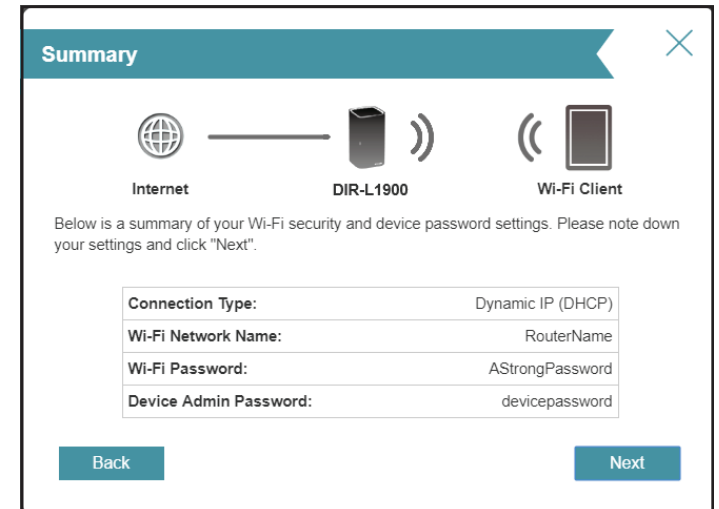 Summary
Internet
DIR-L1900
Wi-Fi Client
Below is a summary of your Wi-Fi security and device password settings. Please note down
your settings and click "Next".
Connection Type: Dynamic IP (DHCP)
Wi-Fi Network Name: RouterName
Wi-Fi Password: AStrongPassword
Device Admin Password: devicepassword
Back
Next